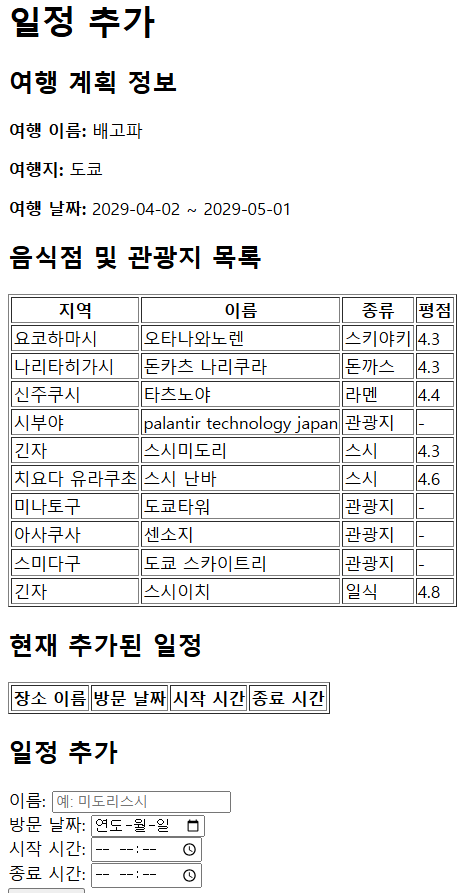 일정 추가
여행 계획 정보
여행 이름: 배고파
여행지: 도쿄
여행 날짜: 2029-04-02 ~ 2029-05-01
음식점 및 관광지 목록
지역 이름 종류 평점
요코하마시 오타나와노렌 스키야키 4.3
나리타히가시 돈카츠 나리쿠라 돈까스 4.3
신주쿠시 타츠노야 라멘 4.4
시부야 palantir technology japan 관광지 -
긴자 스시미도리 스시 4.3
치요다 유라쿠초 스시 난바 스시 4.6
미나토구 도쿄타워 관광지 -
아사쿠사 센소지 관광지 -
스미다구 도쿄 스카이트리 관광지 -
긴자 스시이치 일식 4.8
현재 추가된 일정
장소 이름 방문 날짜 시작 시간 종료 시간
일정 추가
이름: 예: 미도리스시
방문 날짜: 연도-월-일
시작 시간: -- --:--
종료 시간: -- --:--